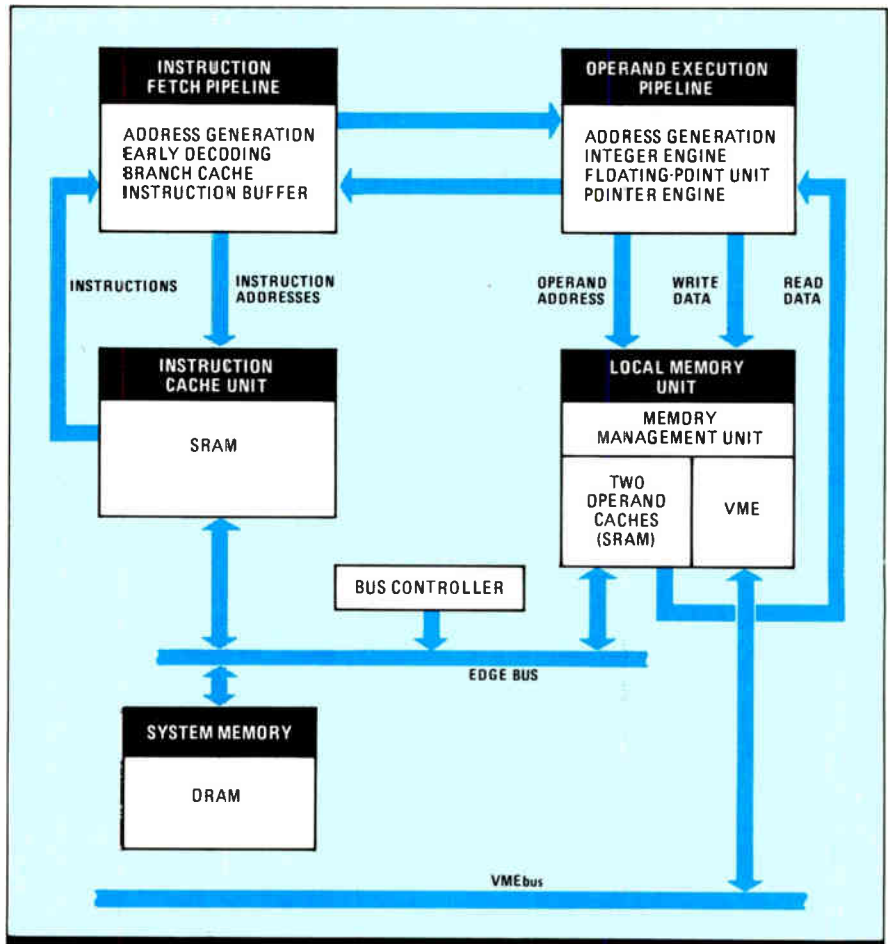 INSTRUCTION
FETCH PIPELINE
ADDRESS GENERATION
EARLY DECODING
BRANCH CACHE
INSTRUCTION BUFFER
OPERAND EXECUTION
PIPELINE
ADDRESS GENERATION
INTEGER ENGINE
FLOATING-POINT UNIT
POINTER ENGINE
INSTRUCTIONS
INSTRUCTION
ADDRESSES
OPERAND
ADDRESS
WRITE
DATA
READ
DATA
INSTRUCTION
CACHE UNIT
SRAM
LOCAL MEMORY
UNIT
MEMORY
MANAGEMENT UNIT
TWO
OPERAND
CACHES
(SRAM)
VME
BUS CONTROLLER
EDGE BUS
SYSTEM MEMORY
DRAM
VMEbus